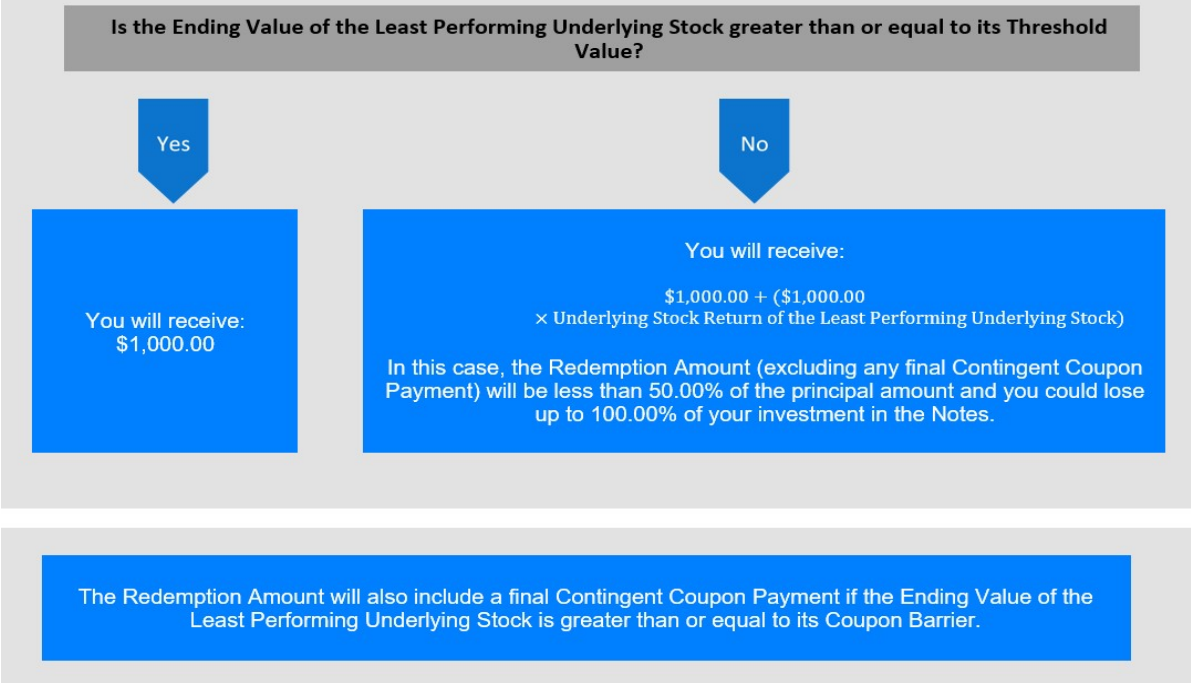 Is the Ending Value of the Least Performing Underlying Stock greater than or equal to its Threshold
Value?
Yes
No
You will receive:
$1,000.00
You will receive:
$1,000.00 + ($1,000.00
× Underlying Stock Return of the Least Performing Underlying Stock)
In this case, the Redemption Amount (excluding any final Contingent Coupon
Payment) will be less than 50.00% of the principal amount and you could lose
up to 100.00% of your investment in the Notes.
The Redemption Amount will also include a final Contingent Coupon Payment if the Ending Value of the
Least Performing Underlying Stock is greater than or equal to its Coupon Barrier.